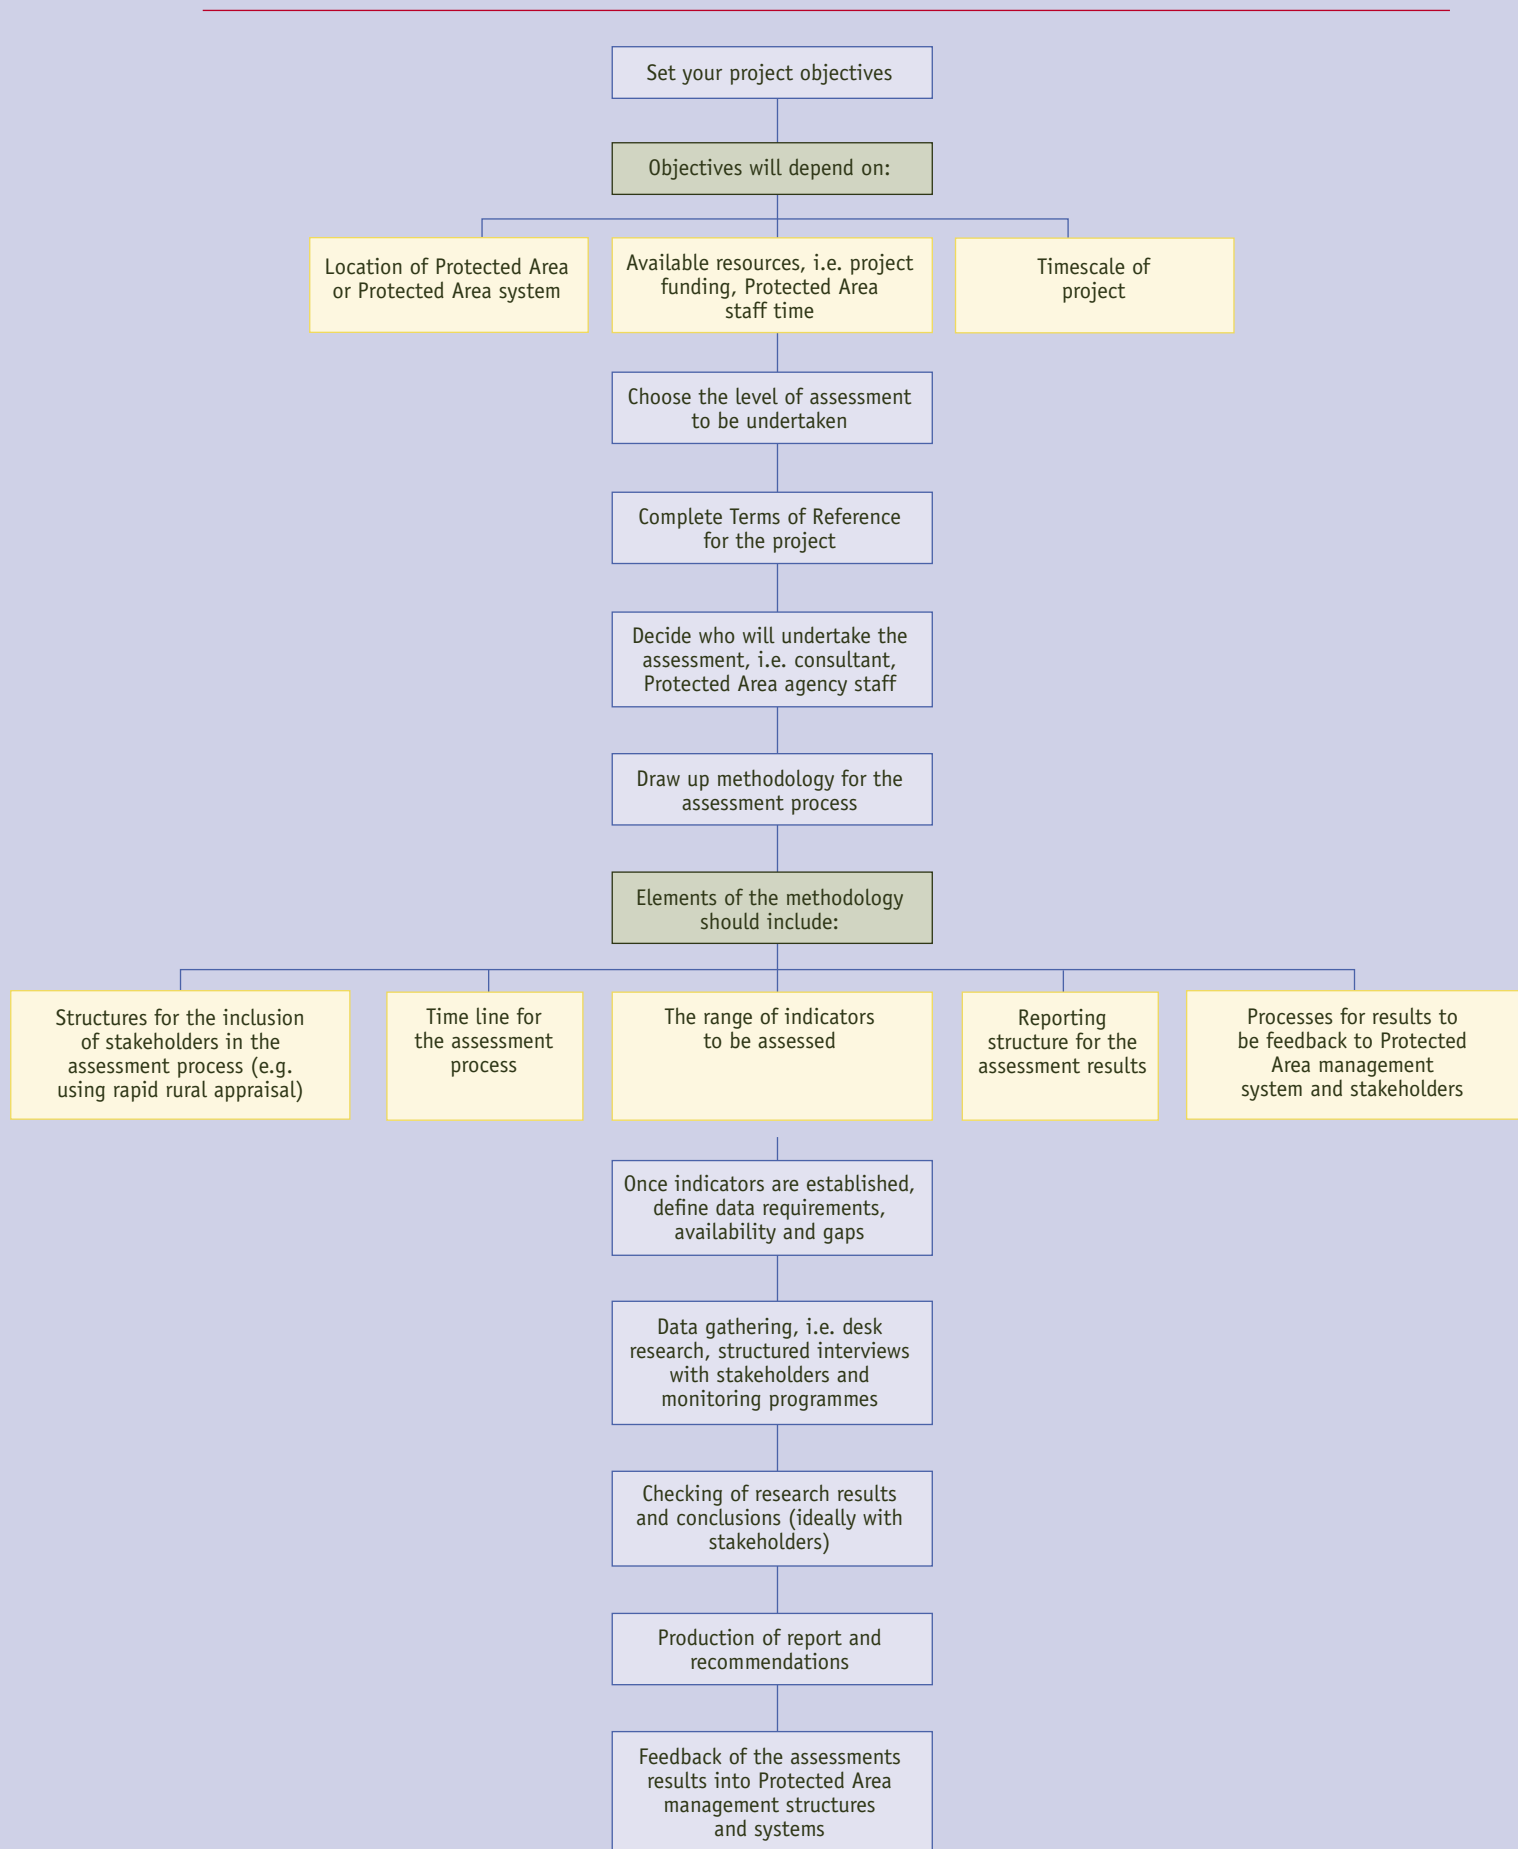 Set your project objectives
Objectives will depend on:
Location of Protected Area
or Protected Area system
Available resources, i.e. project
funding, Protected Area
staff time
Timescale of
project
Choose the level of assessment
to be undertaken
Complete Terms of Reference
for the project
Decide who will undertake the
assessment, i.e. consultant,
Protected Area agency staff
Draw up methodology for the
assessment process
Elements of the methodology
should include:
Structures for the inclusion
of stakeholders in the
assessment process (e.g.
using rapid rural appraisal)
Time line for
the assessment
process
The range of indicators
to be assessed
Reporting
structure for the
assessment results
Processes for results to
be feedback to Protected
Area management
system and stakeholders
Once indicators are established,
define data requirements,
availability and gaps
Data gathering, i.e. desk
research, structured interviews
with stakeholders and
monitoring programmes
Checking of research results
and conclusions (ideally with
stakeholders)
Production of report and
recommendations
Feedback of the assessments
results into Protected Area
management structures
and systems